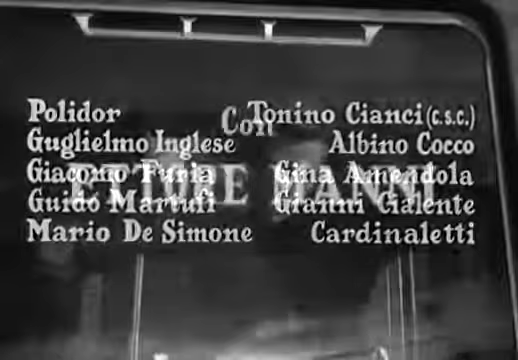 Con
Polidor Tonino Cianci (c.s.c.)
Guglielmo Inglese Albino Cocco
Giacomo Furia Gina Amendola
ETTORE MANNI
Guido Martufi Gianni Galente
Mario De Simone Cardinaletti